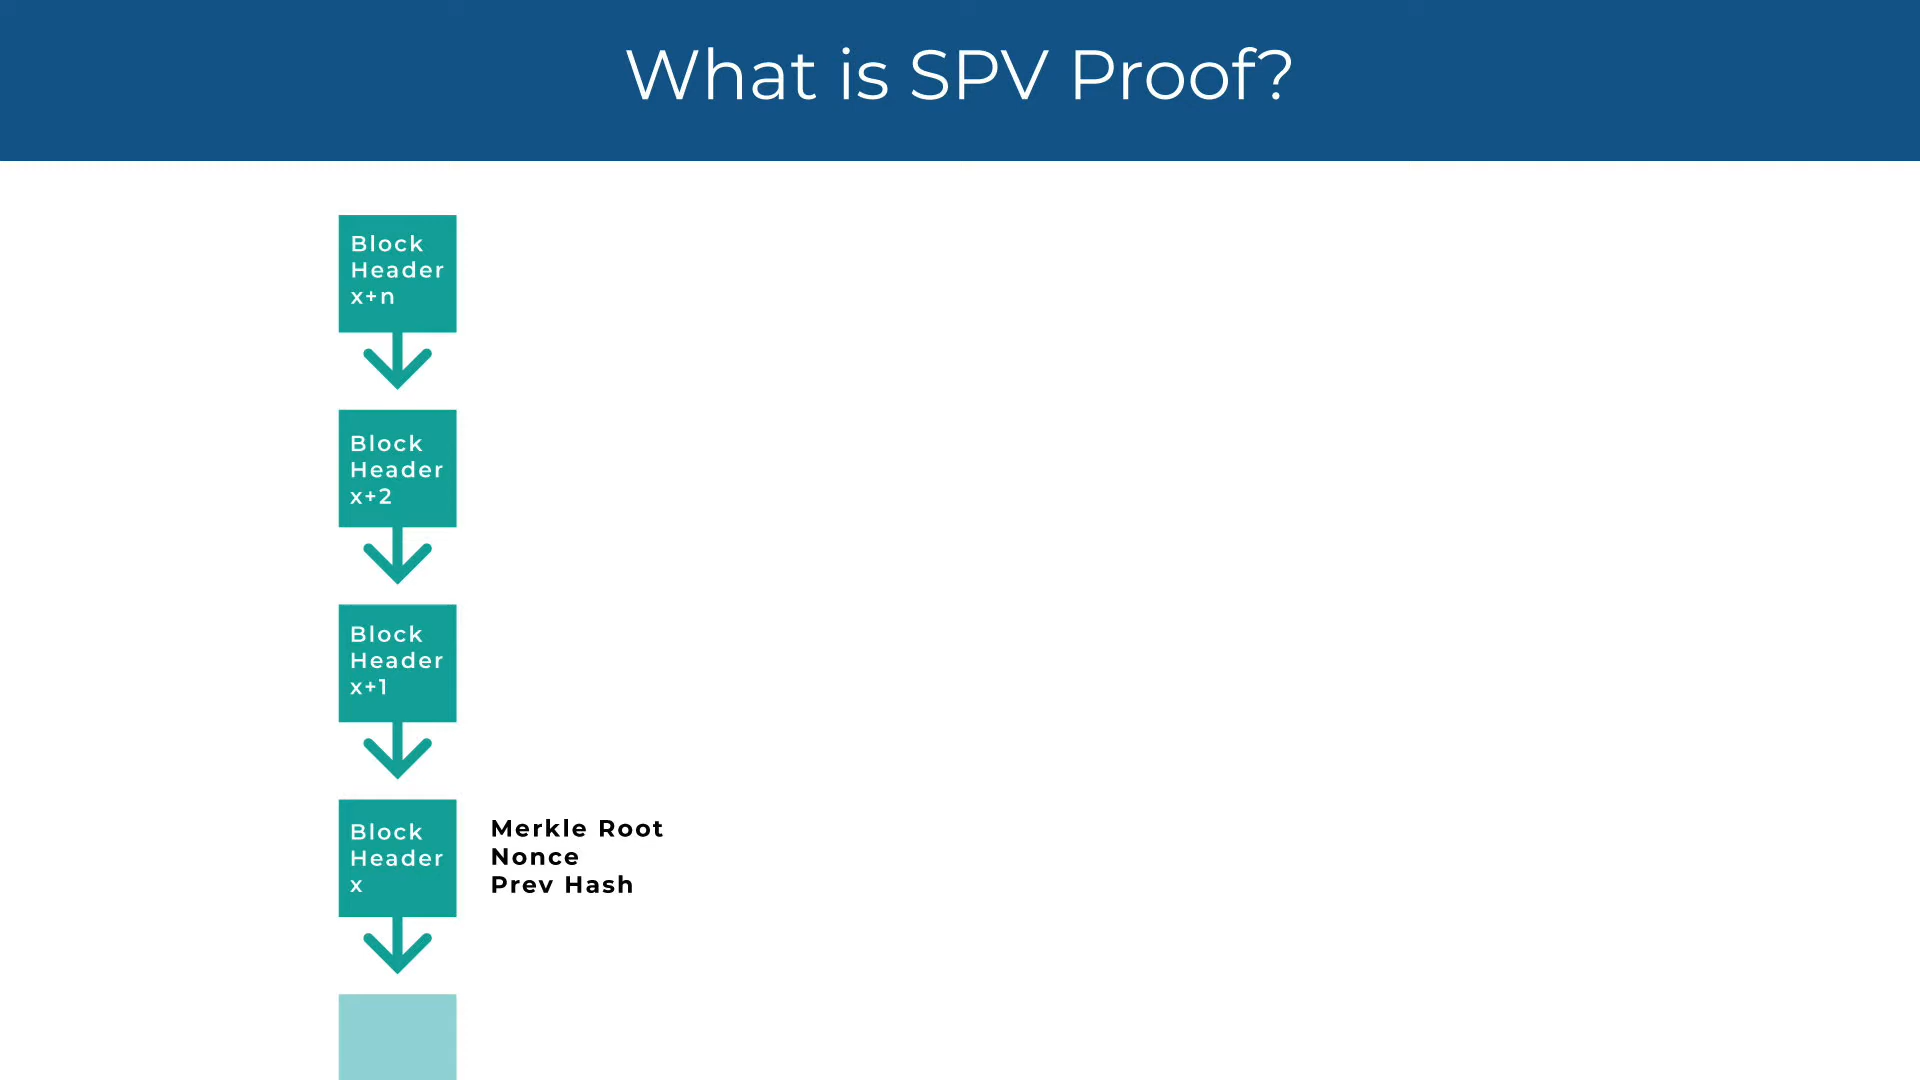 What is SPV Proof?
Block
Header
x+n
Block
Header
x+2
Block
Header
x+1
Block
Header
x
Merkle Root
Nonce
Prev Hash